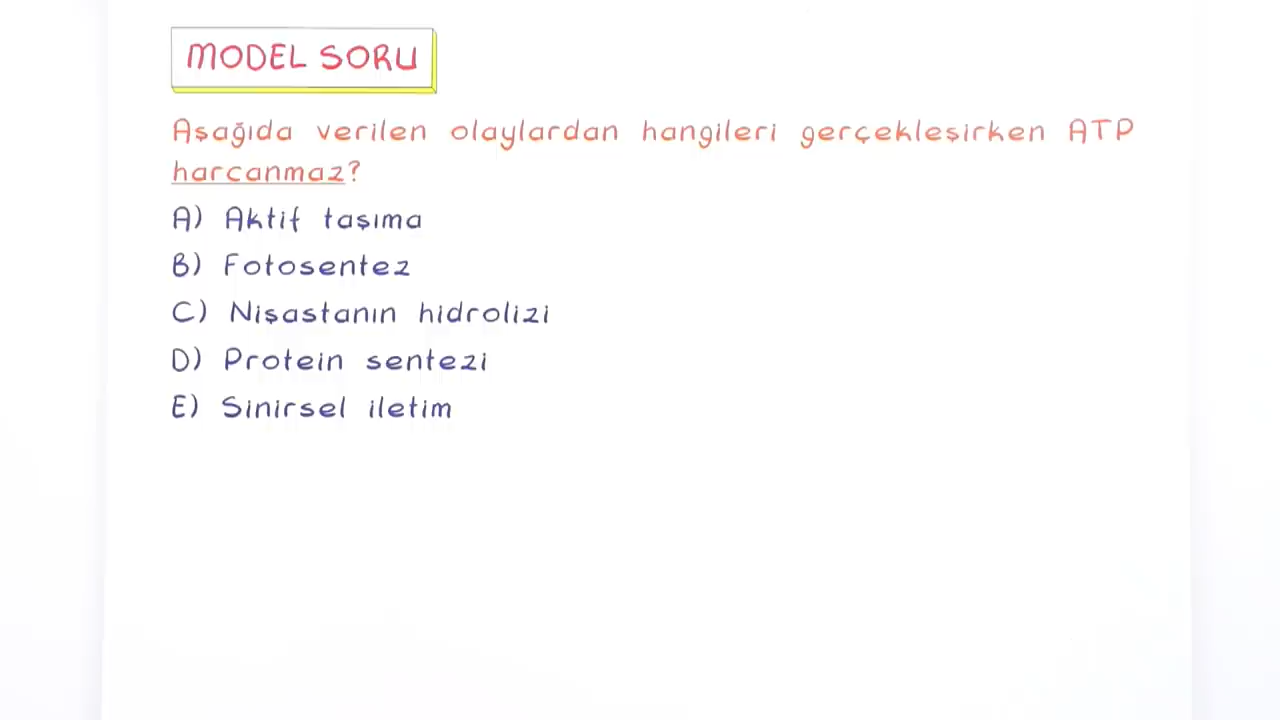 MODEL SORU
Aşağıda verilen olaylardan hangileri gerçekleşirken ATP
harcanmaz?
A) Aktif taşıma
B) Fotosentez
C) Nişastanın hidrolizi
D) Protein sentezi
E) Sinirsel iletim